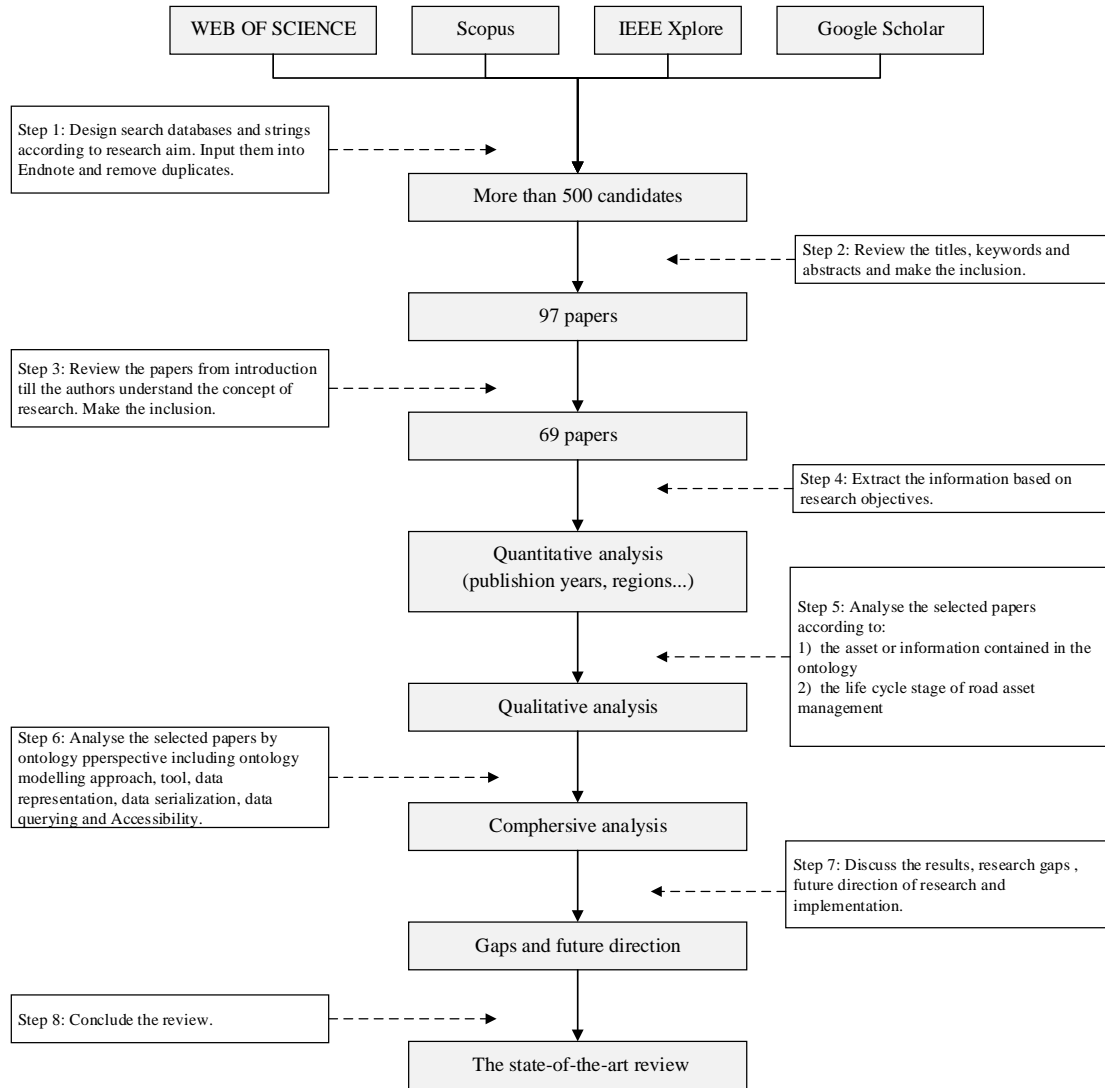 WEB OF SCIENCE
Scopus
IEEE Xplore
Google Scholar
Step 1: Design search databases and strings
according to research aim. Input them into
Endnote and remove duplicates.
More than 500 candidates
Step 2: Review the titles, keywords and
abstracts and make the inclusion.
97 papers
Step 3: Review the papers from introduction
till the authors understand the concept of
research. Make the inclusion.
69 papers
Step 4: Extract the information based on
research objectives.
Quantitative analysis
(publishion years, regions...)
Step 5: Analyse the selected papers
according to:
1) the asset or information contained in the
ontology
2) the life cycle stage of road asset
management
Qualitative analysis
Step 6: Analyse the selected papers by
ontology pperspective including ontology
modelling approach, tool, data
representation, data serialization, data
querying and Accessibility.
Comphersive analysis
Step 7: Discuss the results, research gaps ,
future direction of research and
implementation.
Gaps and future direction
Step 8: Conclude the review.
The state-of-the-art review